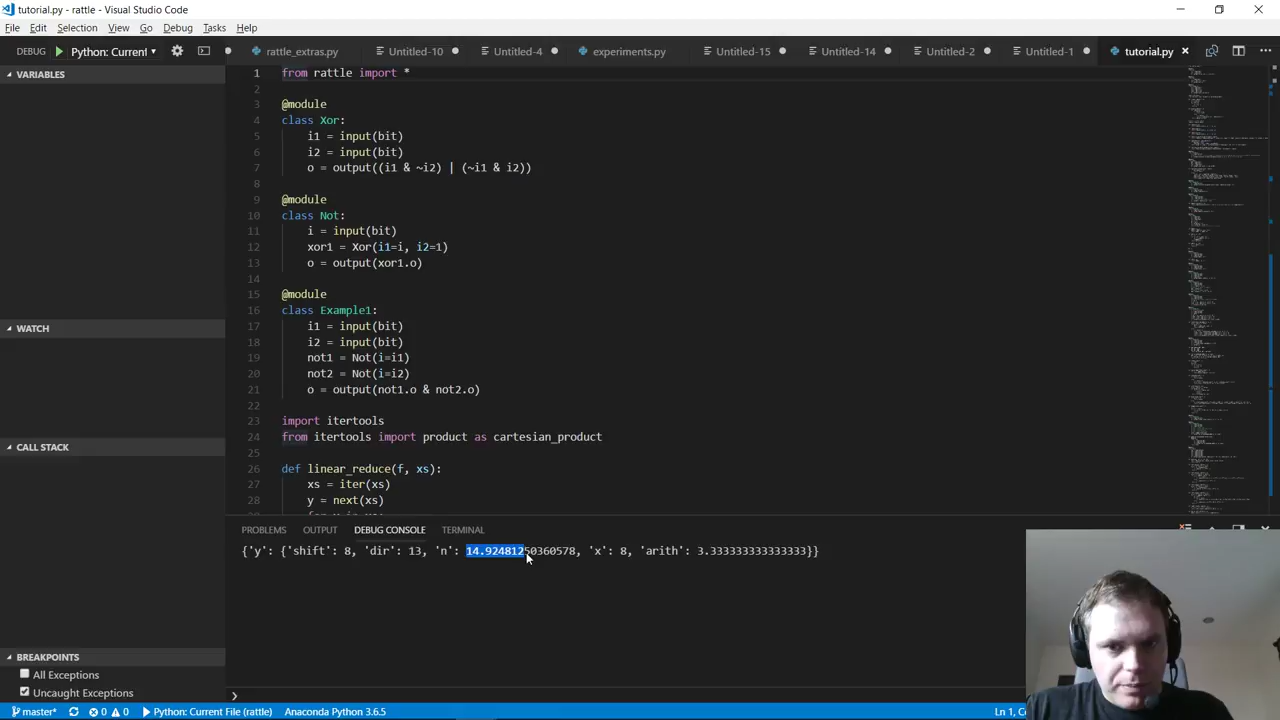 tutorial.py - rattle - Visual Studio Code
File Edit Selection View Go Debug Tasks Help
DEBUG Python: Current
rattle_extras.py Untitled-10 Untitled-4 experiments.py Untitled-15 Untitled-14 Untitled-2 Untitled-1 tutorial.py
VARIABLES
WATCH
CALL STACK
BREAKPOINTS
All Exceptions
Uncaught Exceptions
1 from rattle import *
2
3 @module
4 class Xor:
5 i1 = input(bit)
6 i2 = input(bit)
7 o = output((i1 & ~i2) | (~i1 & i2))
8
9 @module
10 class Not:
11 i = input(bit)
12 xor1 = Xor(i1=i, i2=1)
13 o = output(xor1.o)
14
15 @module
16 class Example1:
17 i1 = input(bit)
18 i2 = input(bit)
19 not1 = Not(i=i1)
20 not2 = Not(i=i2)
21 o = output(not1.o & not2.o)
22
23 import itertools
24 from itertools import product as cartesian_product
25
26 def linear_reduce(f, xs):
27 xs = iter(xs)
28 y = next(xs)
PROBLEMS OUTPUT DEBUG CONSOLE TERMINAL
{'y': {'shift': 8, 'dir': 13, 'n': 14.92481250360578, 'x': 8, 'arith': 3.333333333333333}}
master* 0 0 Python: Current File (rattle) Anaconda Python 3.6.5 Ln 1,